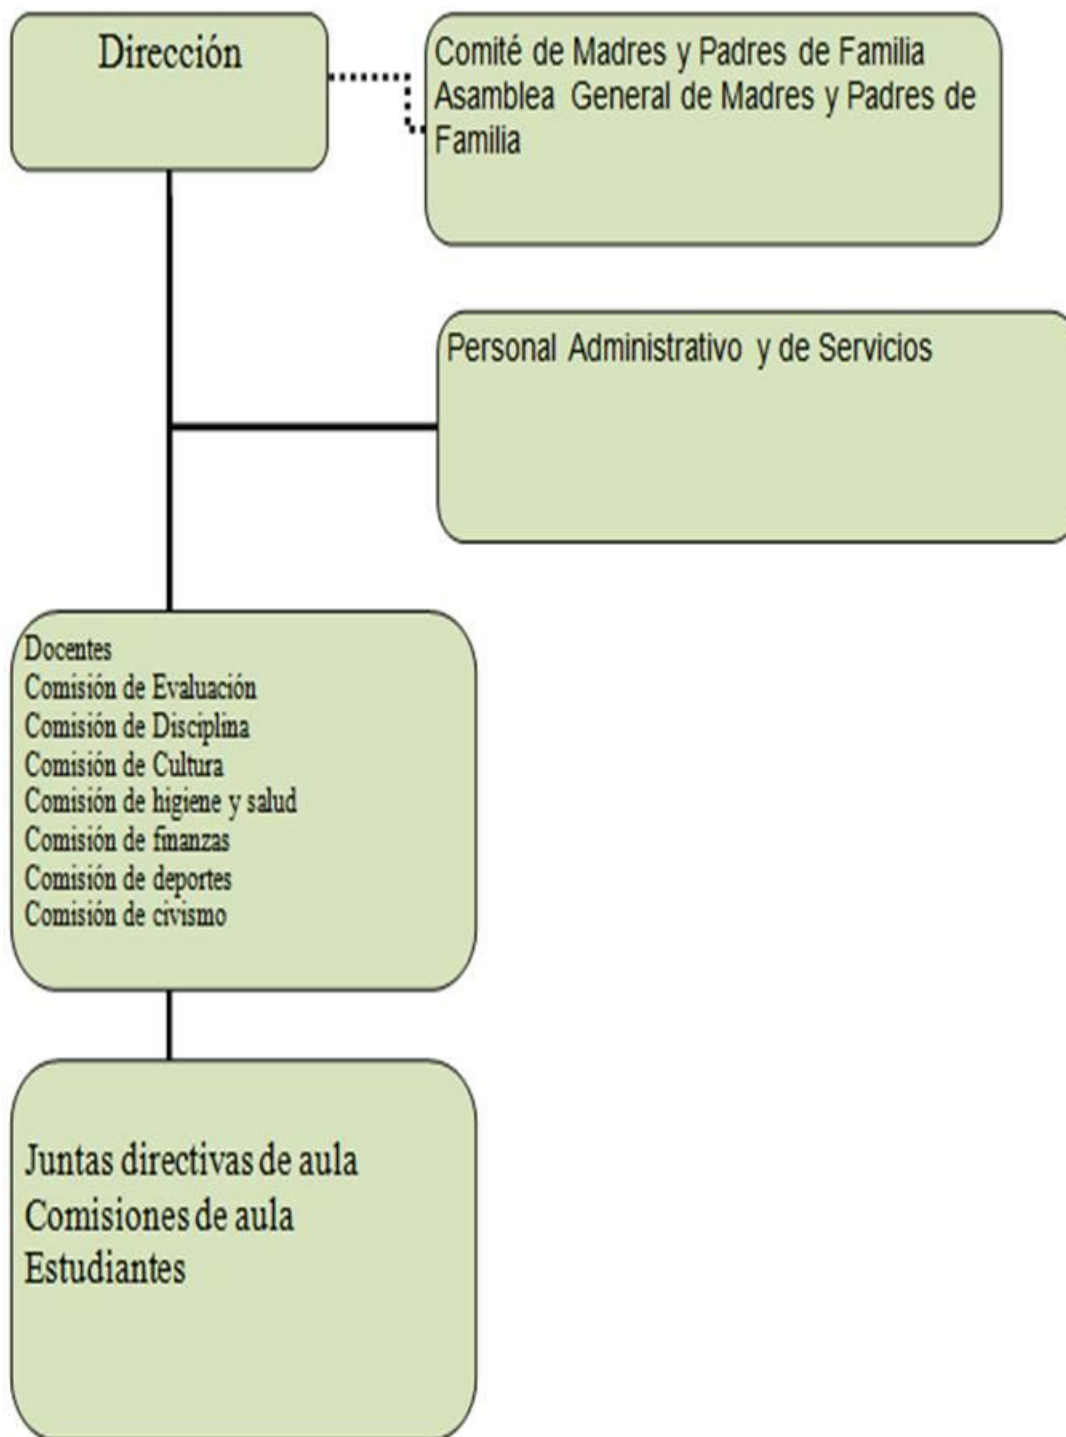 Dirección
Comité de Madres y Padres de Familia
Asamblea General de Madres y Padres de
Familia
Personal Administrativo y de Servicios
Docentes
Comisión de Evaluación
Comisión de Disciplina
Comisión de Cultura
Comisión de higiene y salud
Comisión de finanzas
Comisión de deportes
Comisión de civismo
Juntas directivas de aula
Comisiones de aula
Estudiantes